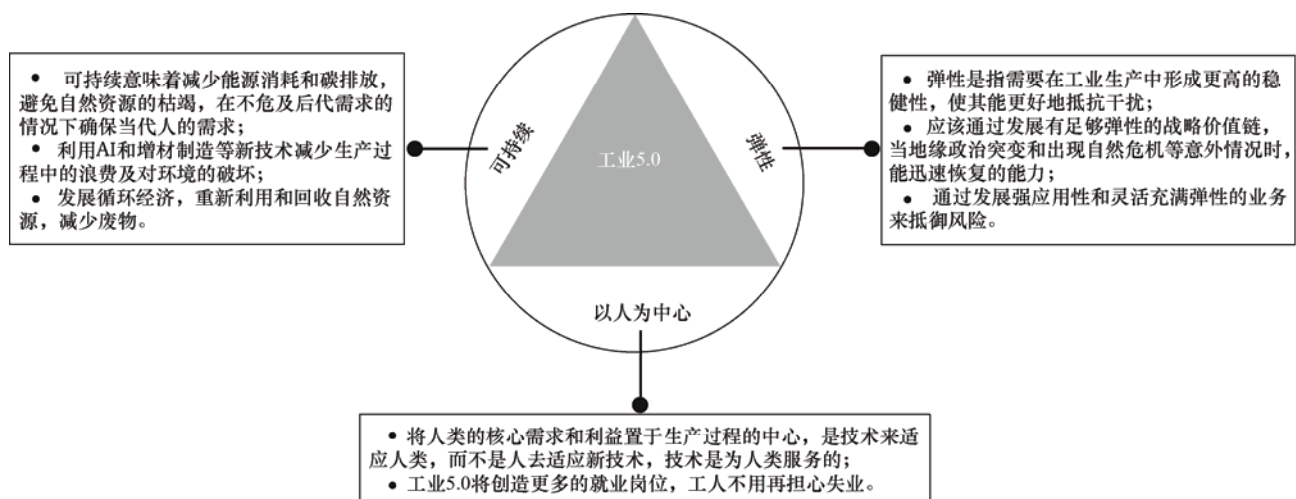 ● 可持续意味着减少能源消耗和碳排放，
避免自然资源的枯竭，在不危及后代需求的
情况下确保当代人的需求；
● 利用AI和增材制造等新技术减少生产过
程中的浪费及对环境的破坏；
● 发展循环经济，重新利用和回收自然资
源，减少废物。
可持续
工业5.0
弹性
● 弹性是指需要在工业生产中形成更高的稳
健性，使其能更好地抵抗干扰；
● 应该通过发展有足够弹性的战略价值链，
当地缘政治突变和出现自然危机等意外情况时，
能迅速恢复的能力；
● 通过发展强应用性和灵活充满弹性的业务
来抵御风险。
以人为中心
● 将人类的核心需求和利益置于生产过程的中心，是技术来适
应人类，而不是人去适应新技术，技术是为人类服务的；
● 工业5.0将创造更多的就业岗位，工人不用再担心失业。